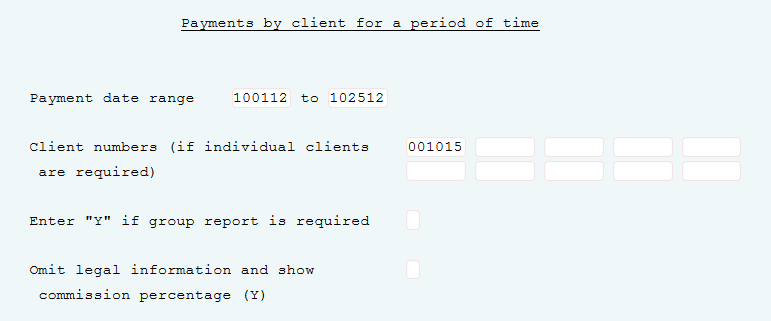 Payments by client for a period of time
Payment date range 100112 to 102512
Client numbers (if individual clients 001015
are required)
Enter "Y" if group report is required
Omit legal information and show
commission percentage (Y)